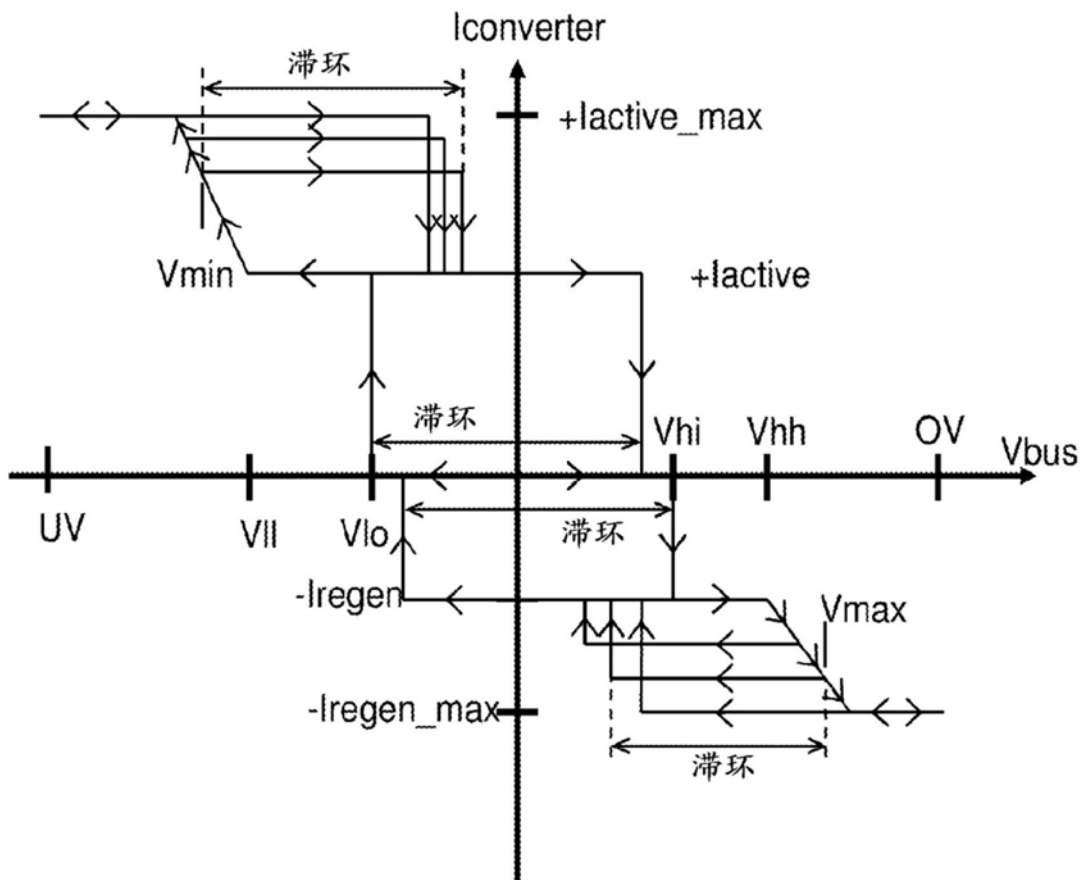 Iconverter
滞环
+Iactive_max
Vmin
+Iactive
滞环
Vhi
Vhh
OV
Vbus
UV
Vll
Vlo
滞环
-Iregen
Vmax
-Iregen_max
滞环